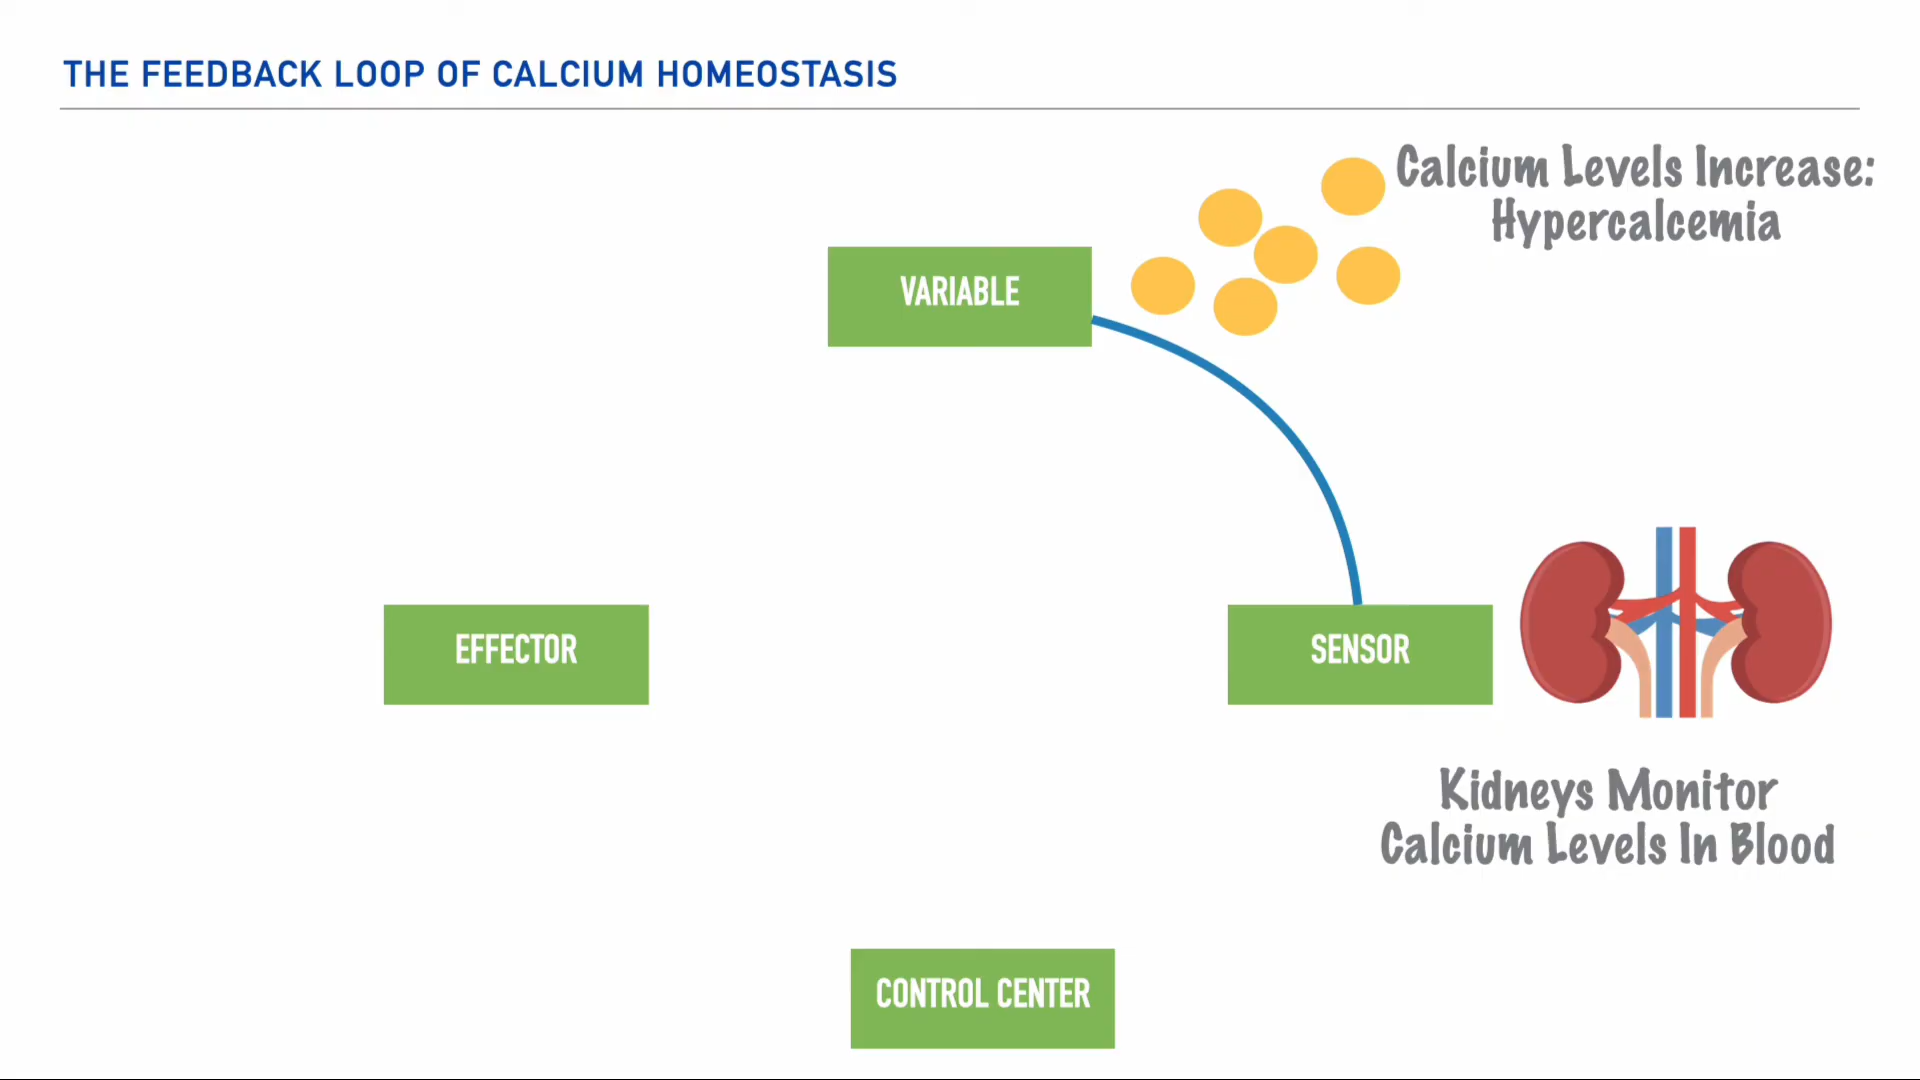 THE FEEDBACK LOOP OF CALCIUM HOMEOSTASIS
Calcium Levels Increase:
Hypercalcemia
VARIABLE
EFFECTOR
SENSOR
Kidneys Monitor
Calcium Levels In Blood
CONTROL CENTER